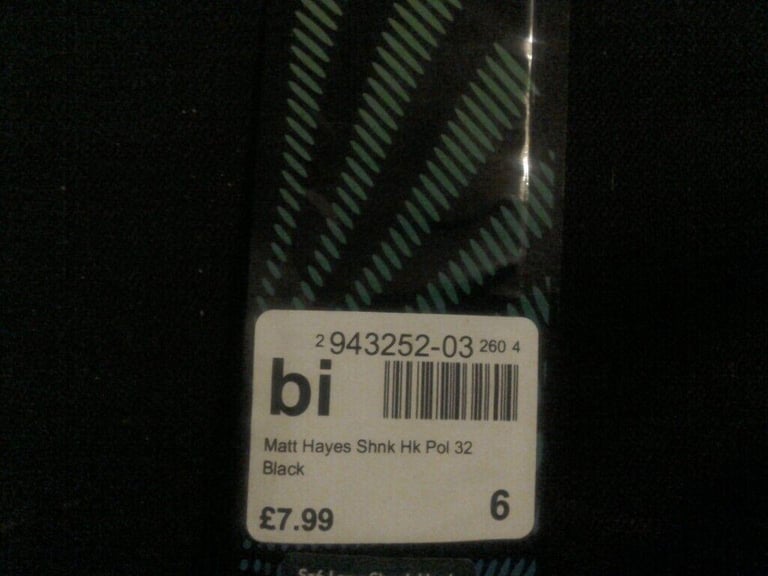 2 943252-03 260 4
bi
Matt Hayes Shnk Hk Pol 32
Black
£7.99 6